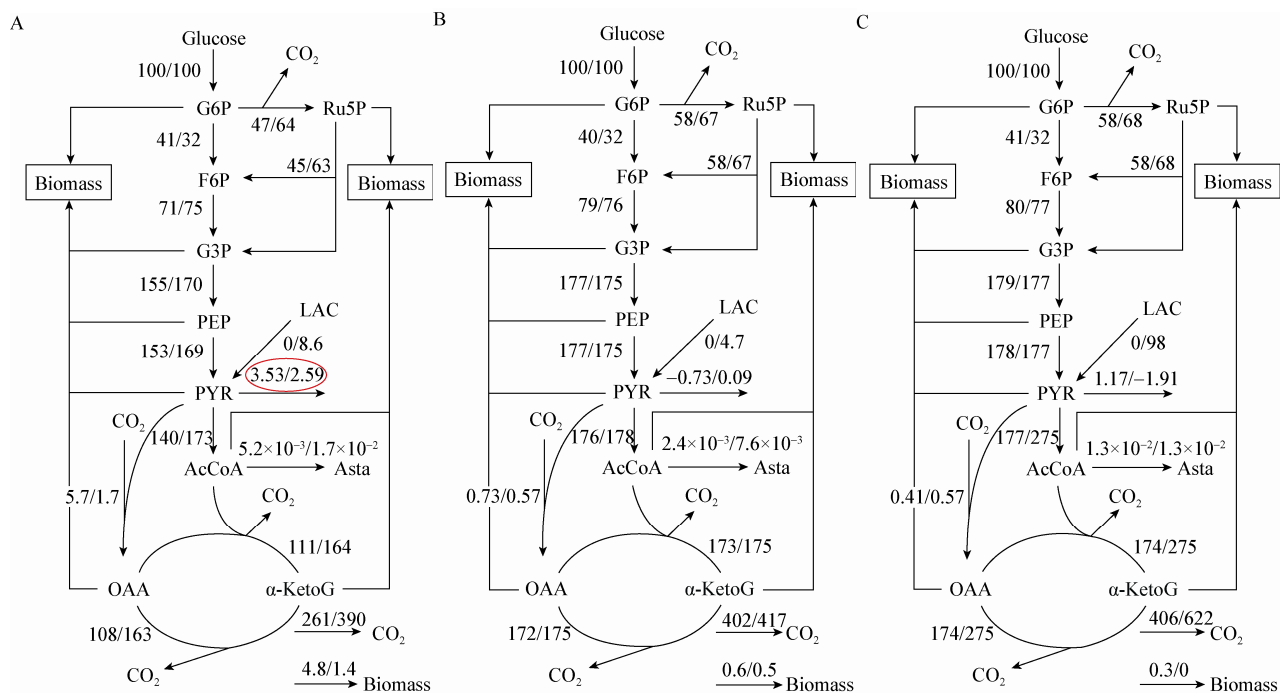 A
Glucose
100/100
CO₂
G6P
47/64
Ru5P
41/32
45/63
Biomass
F6P
Biomass
71/75
G3P
155/170
LAC
PEP
0/8.6
153/169
3.53/2.59
PYR
CO₂
140/173
5.2×10⁻³/1.7×10⁻²
AcCoA
Asta
5.7/1.7
CO₂
111/164
OAA
α-KetoG
108/163
261/390
CO₂
CO₂
4.8/1.4
Biomass
B
Glucose
100/100
CO₂
G6P
58/67
Ru5P
40/32
58/67
Biomass
F6P
Biomass
79/76
G3P
177/175
LAC
PEP
0/4.7
177/175
−0.73/0.09
PYR
CO₂
176/178
2.4×10⁻³/7.6×10⁻³
AcCoA
Asta
0.73/0.57
CO₂
173/175
OAA
α-KetoG
172/175
402/417
CO₂
CO₂
0.6/0.5
Biomass
C
Glucose
100/100
CO₂
G6P
58/68
Ru5P
41/32
58/68
Biomass
F6P
Biomass
80/77
G3P
179/177
LAC
PEP
0/98
178/177
1.17/−1.91
PYR
CO₂
177/275
1.3×10⁻²/1.3×10⁻²
AcCoA
Asta
0.41/0.57
CO₂
174/275
OAA
α-KetoG
174/275
406/622
CO₂
CO₂
0.3/0
Biomass